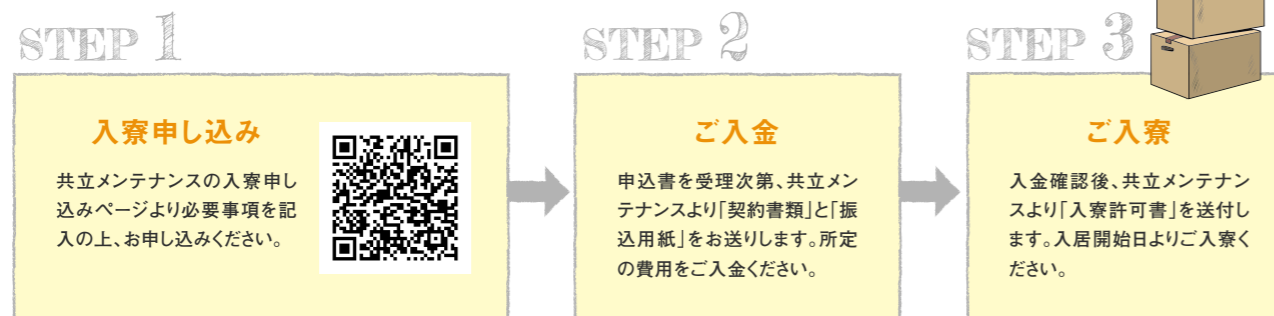 STEP 1
入寮申し込み
共立メンテナンスの入寮申し
込みページより必要事項を記
入の上、お申し込みください。
STEP 2
ご入金
申込書を受理次第、共立メン
テナンスより「契約書類」と「振
込用紙」をお送りします。所定
の費用をご入金ください。
STEP 3
ご入寮
入金確認後、共立メンテナン
スより「入寮許可書」を送付し
ます。入居開始日よりご入寮く
ださい。